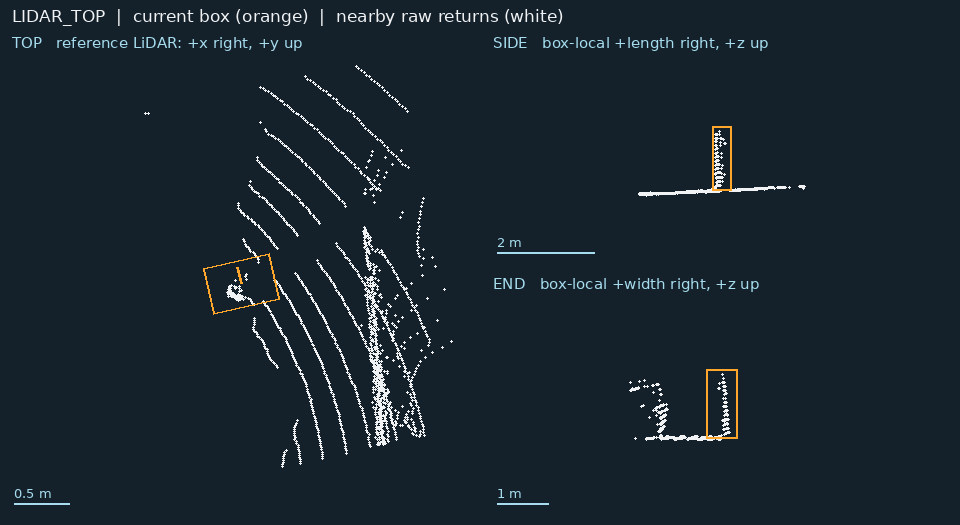 LIDAR_TOP | current box (orange) | nearby raw returns (white)
TOP reference LiDAR: +x right, +y up
SIDE box-local +length right, +z up
2 m
END box-local +width right, +z up
0.5 m
1 m